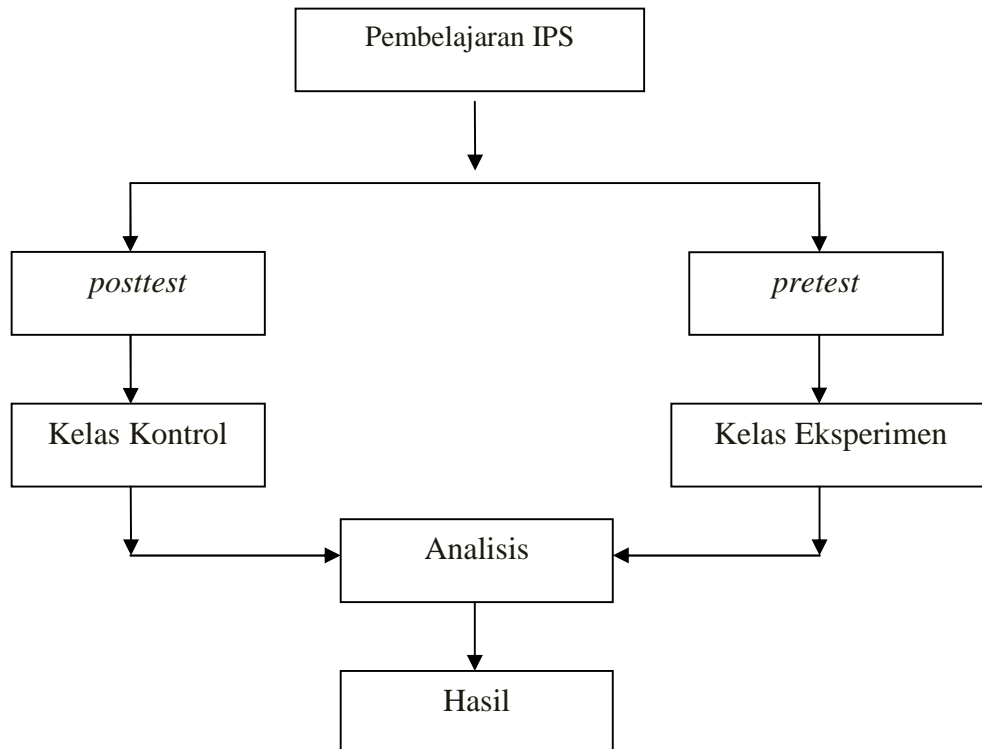 Pembelajaran IPS
posttest
pretest
Kelas Kontrol
Kelas Eksperimen
Analisis
Hasil